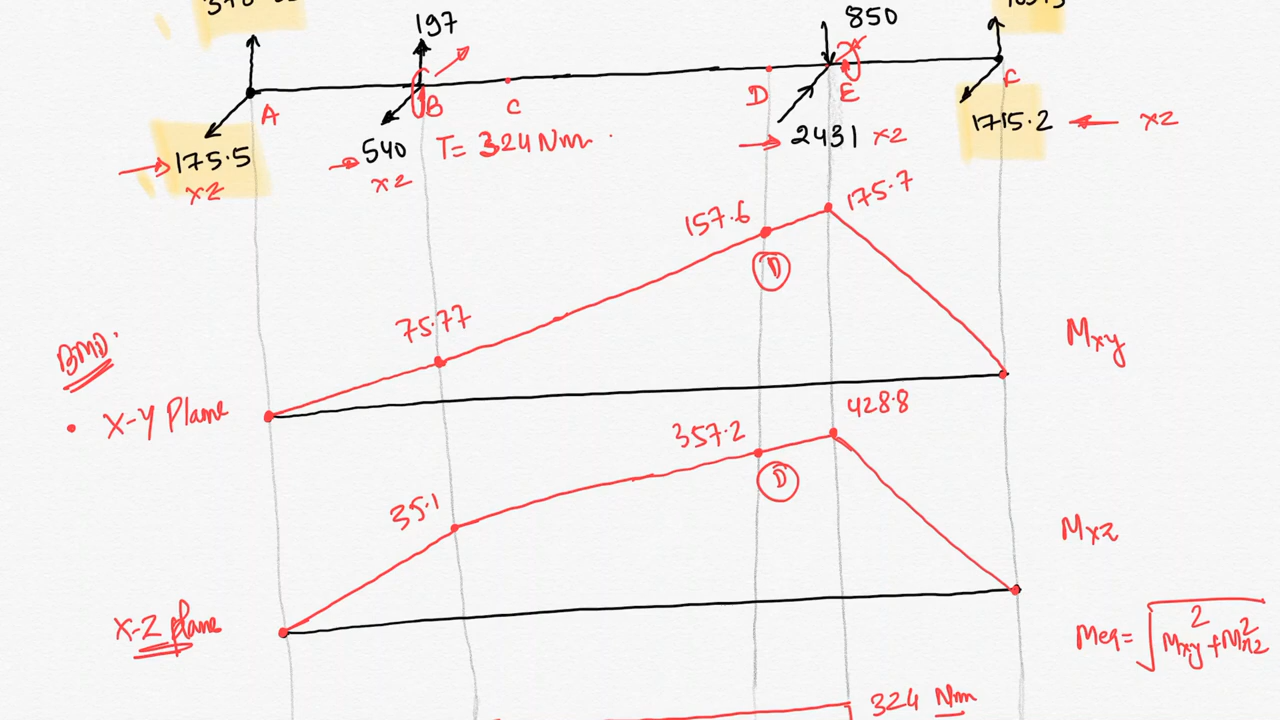 197
850
A
B
C
D
E
F
175.5
x2
540
x2
T= 324 Nm
2431 x2
1715.2
x2
175.7
157.6
D
75.77
Mxy
BMD
• X-Y Plane
428.8
357.2
D
35.1
Mxz
X-Z plane
Meq= √Mxy²+Mxz²
324 Nm